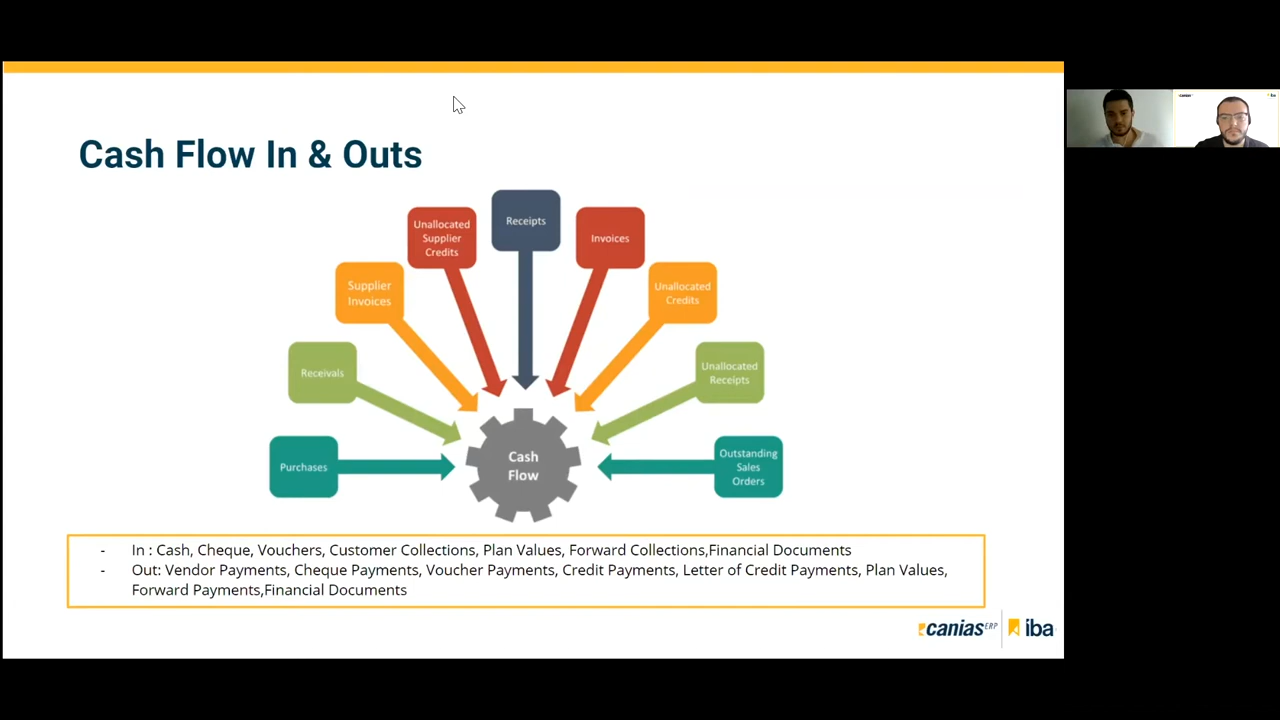 Cash Flow In & Outs
Receipts
Unallocated
Supplier
Credits
Invoices
Supplier
Invoices
Unallocated
Credits
Receivals
Unallocated
Receipts
Purchases
Cash
Flow
Outstanding
Sales
Orders
- In : Cash, Cheque, Vouchers, Customer Collections, Plan Values, Forward Collections,Financial Documents
- Out: Vendor Payments, Cheque Payments, Voucher Payments, Credit Payments, Letter of Credit Payments, Plan Values,
Forward Payments,Financial Documents
canias ERP
iba
canias
iba